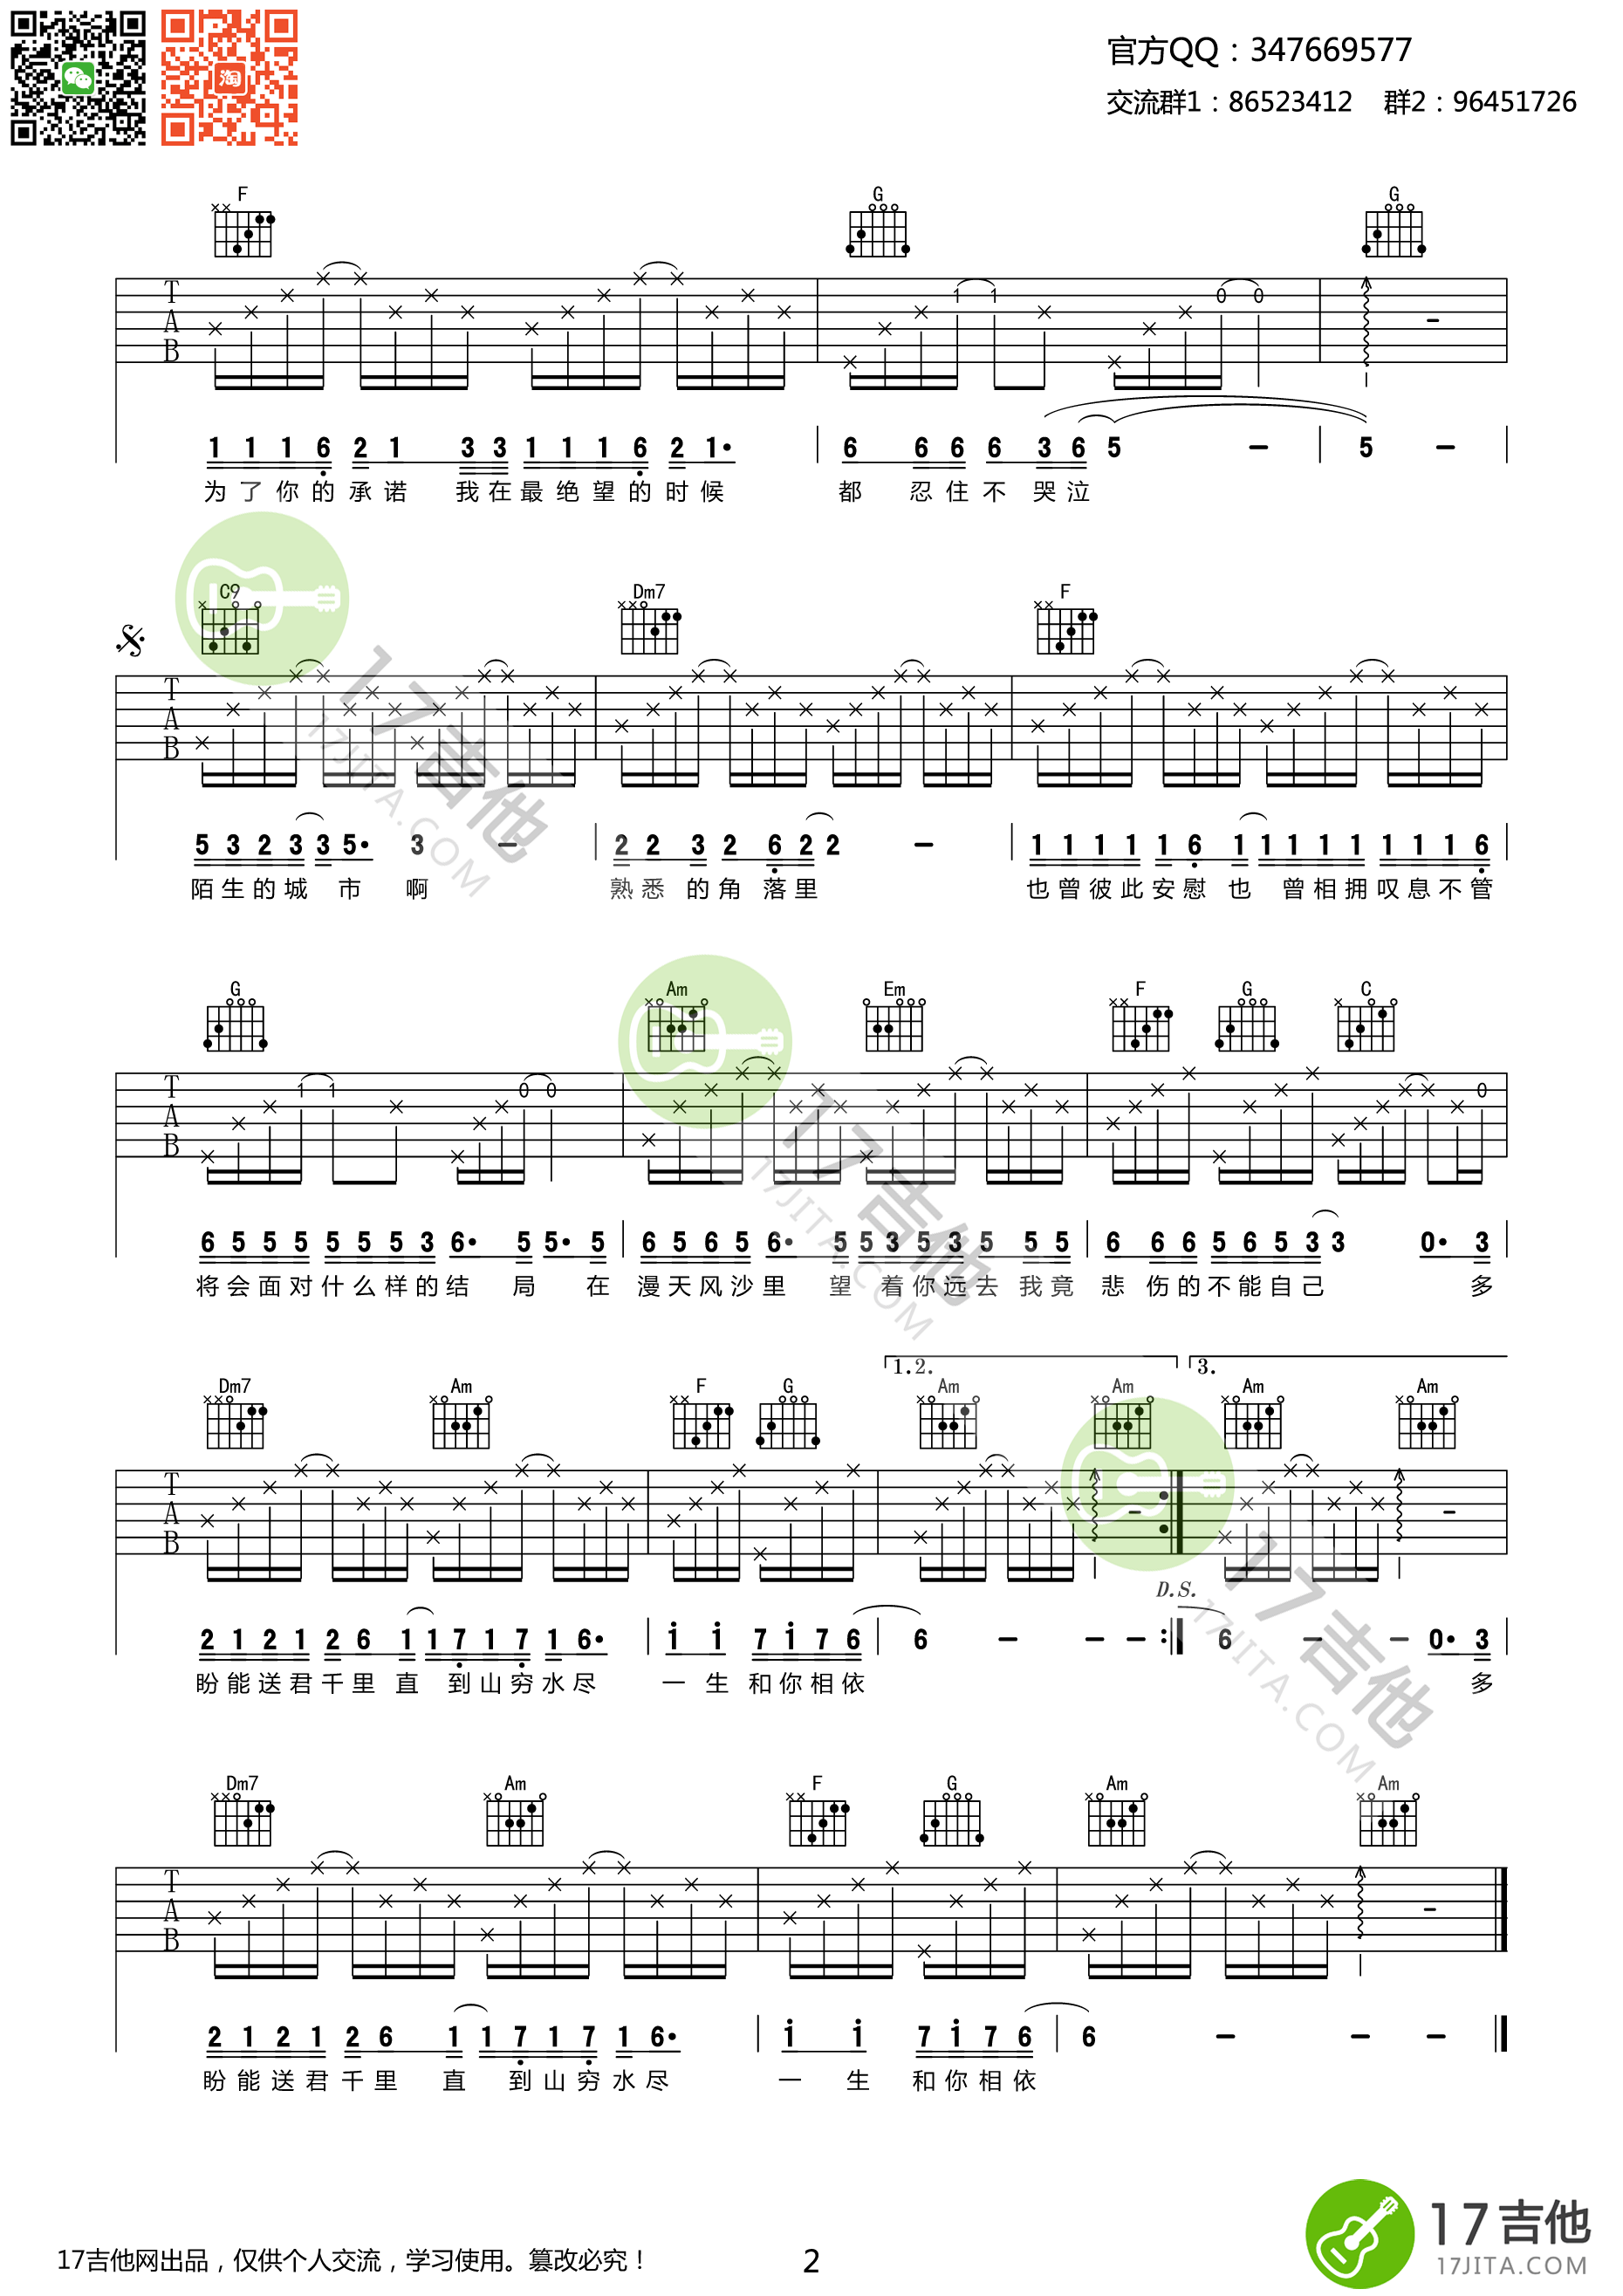 官方QQ：347669577
交流群1：86523412 群2：96451726
F G G
T A B
1 1 1 6 2 1 3 3 1 1 1 6 2 1· 6 6 6 6 3 6 5 - 5 -
为了你的承诺 我在最绝望的时候 都 忍住不 哭泣
C9 Dm7 F
T A B
5 3 2 3 3 5· 3 - 2 2 3 2 6 2 2 - 1 1 1 1 1 6 1 1 1 1 1 1 1 1 6
陌生的城 市 啊 熟悉 的角 落里 也曾彼此安慰也 曾相拥叹息不管
G Am Em F G C
T A B
1 1 0 0 0
6 5 5 5 5 5 5 3 6· 5 5· 5 6 5 6 5 6· 5 5 3 5 3 5 5 5 6 6 6 5 6 5 3 3 0· 3
将会面对什么样的结 局 在 漫天风沙里 望 着你远去 我竟 悲 伤的不能自己 多
1.2. 3.
Dm7 Am F G Am Am Am Am
T A B
D.S.
2 1 2 1 2 6 1 1 7 1 7 1 6· i i 7 i 7 6 6 - - - 6 - - 0· 3
盼能送君千里直 到山穷水尽 一 生 和你相依 多
Dm7 Am F G Am Am
T A B
2 1 2 1 2 6 1 1 7 1 7 1 6· i i 7 i 7 6 6 - - -
盼能送君千里 直 到山穷水尽 一 生 和你相依
17吉他网出品，仅供个人交流，学习使用。篡改必究！
2
17吉他
17JITA.COM